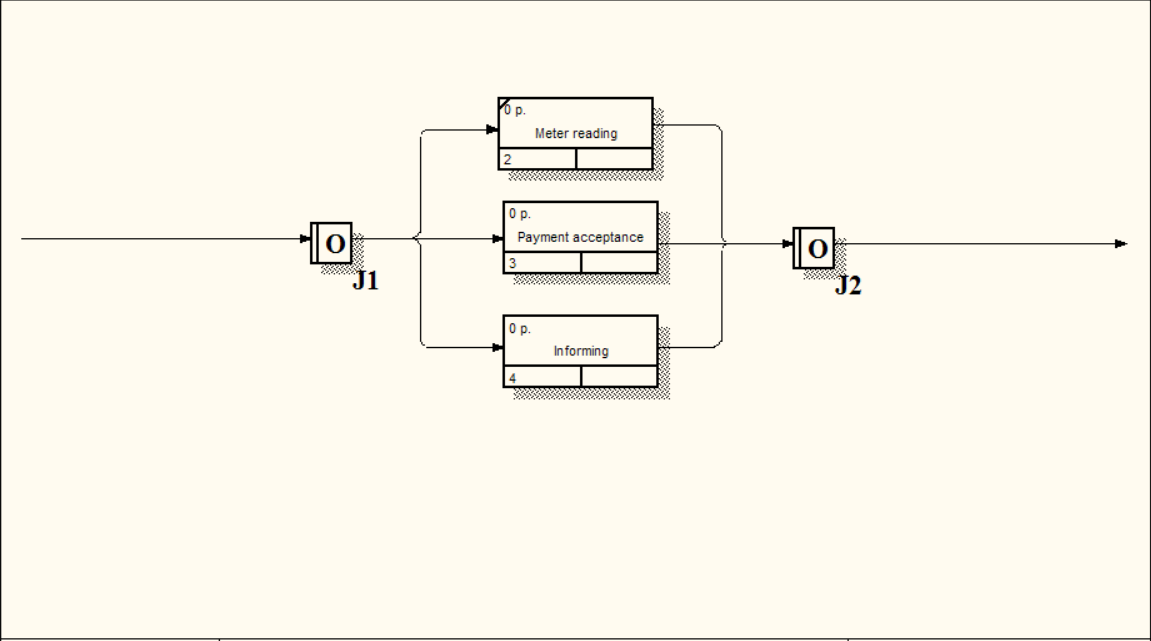 0 p.
Meter reading
2
0 p.
Payment acceptance
3
O
J1
O
J2
0 p.
Informing
4